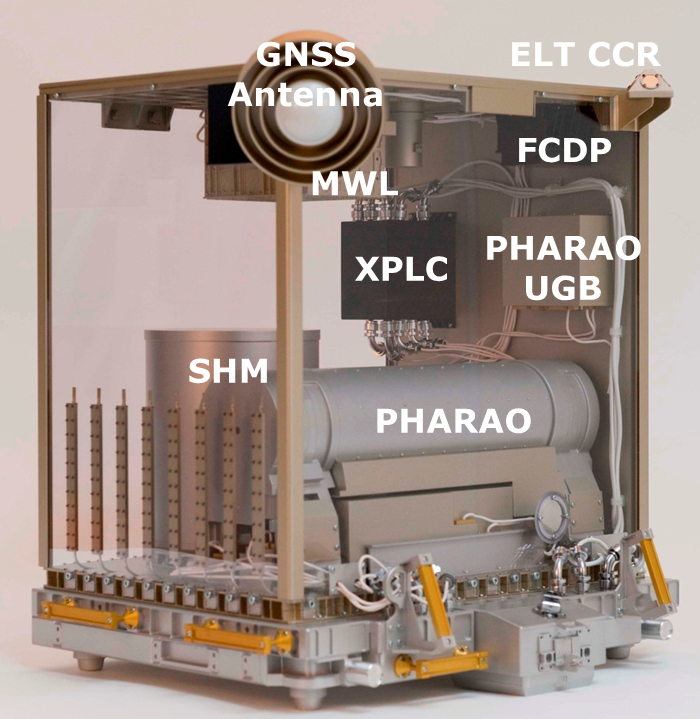 GNSS
Antenna
ELT CCR
FCDP
MWL
XPLC
PHARAO
UGB
SHM
PHARAO